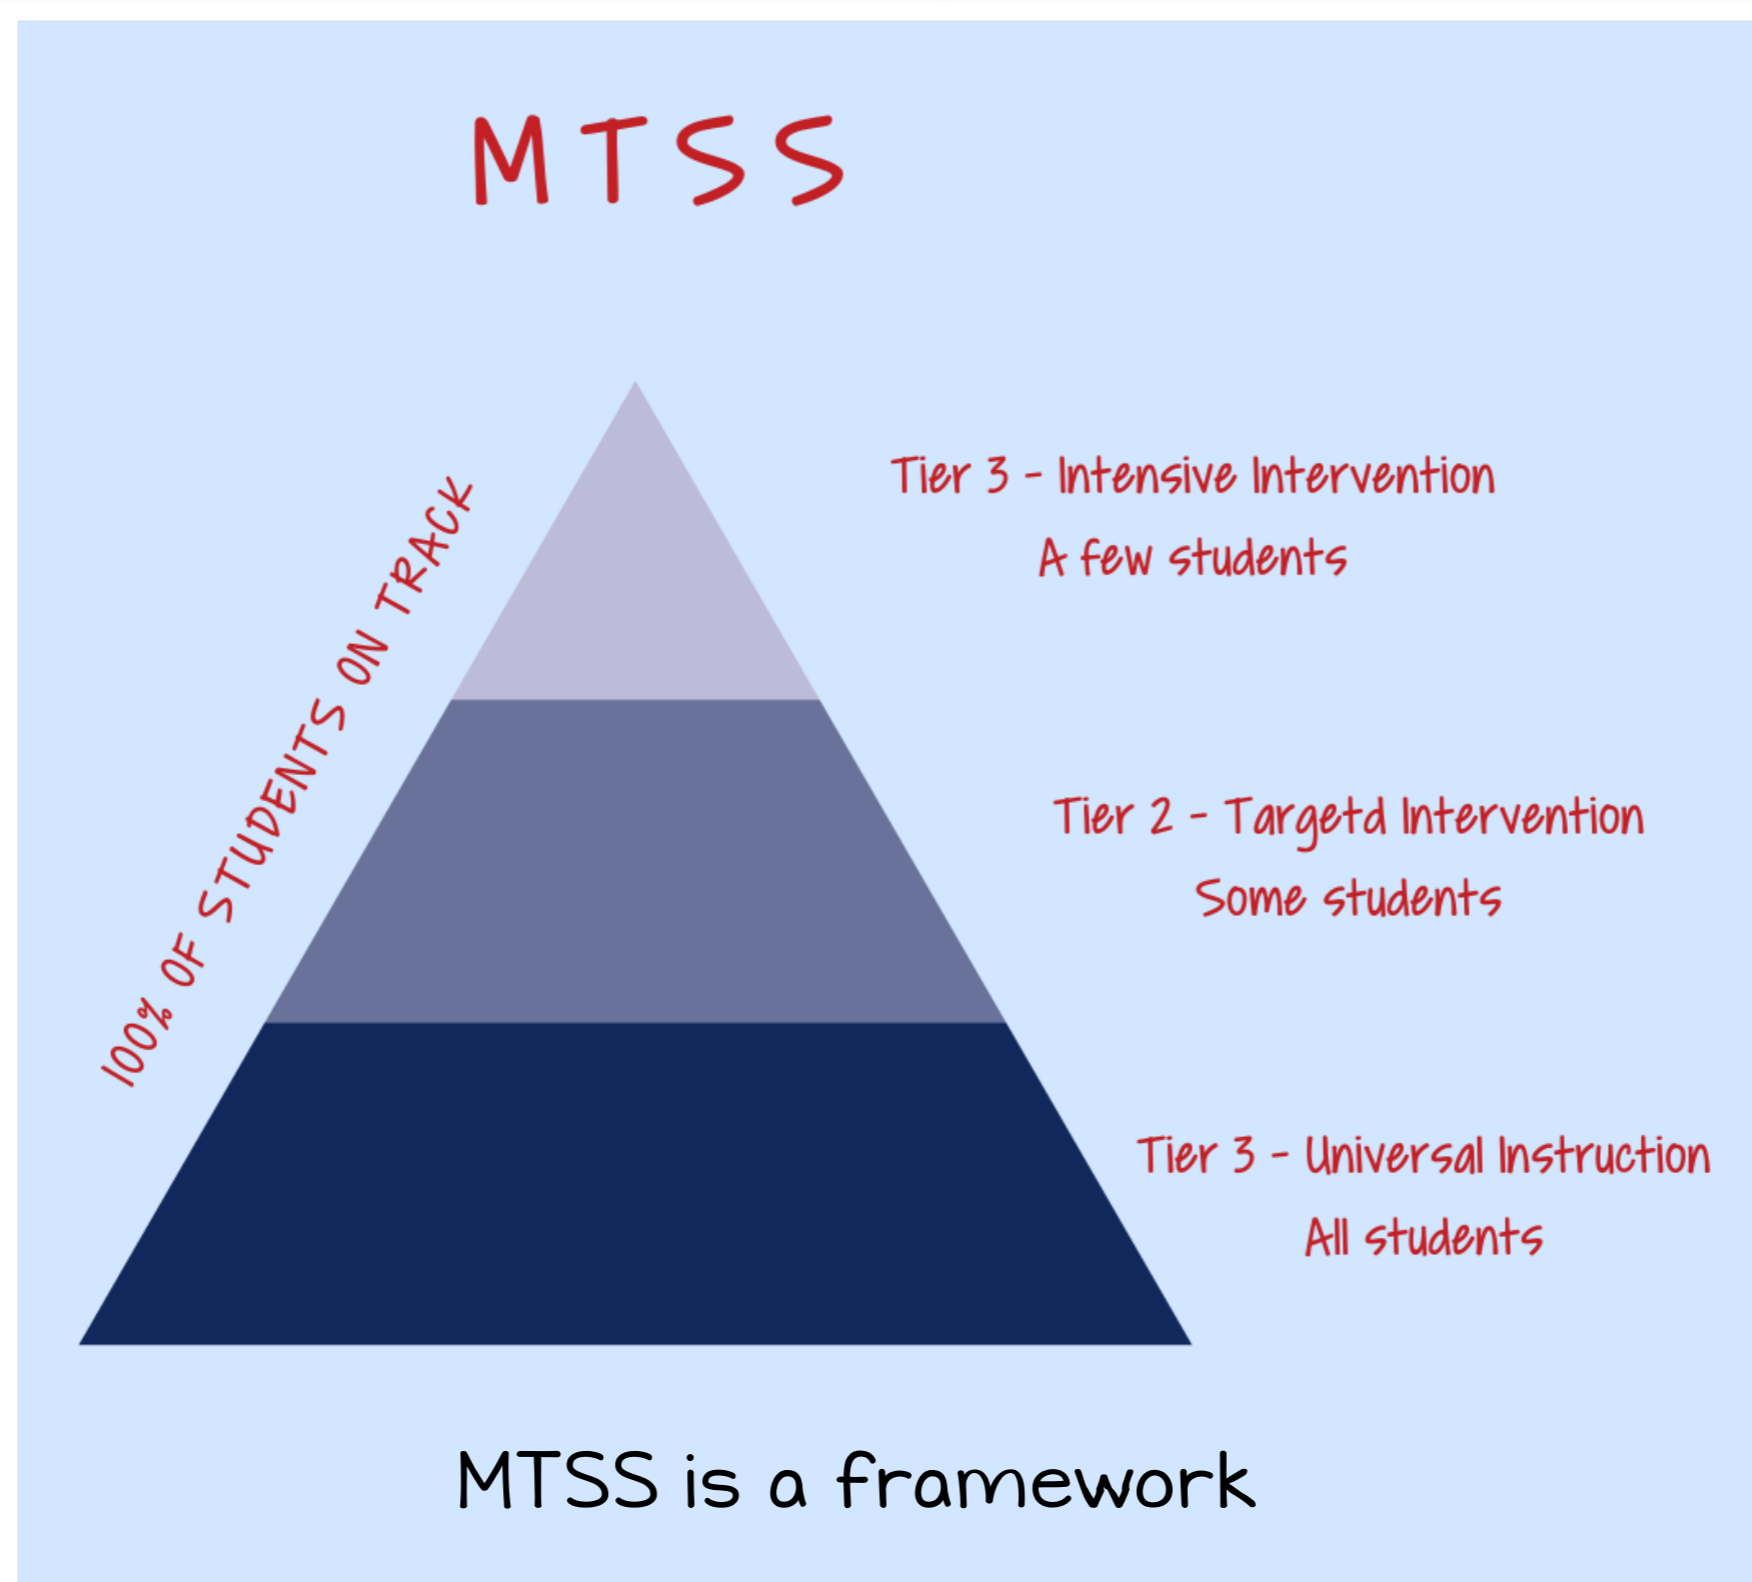 MTSS
100% OF STUDENTS ON TRACK
Tier 3 - Intensive Intervention
A few students
Tier 2 - Targetd Intervention
Some students
Tier 3 - Universal Instruction
All students
MTSS is a framework